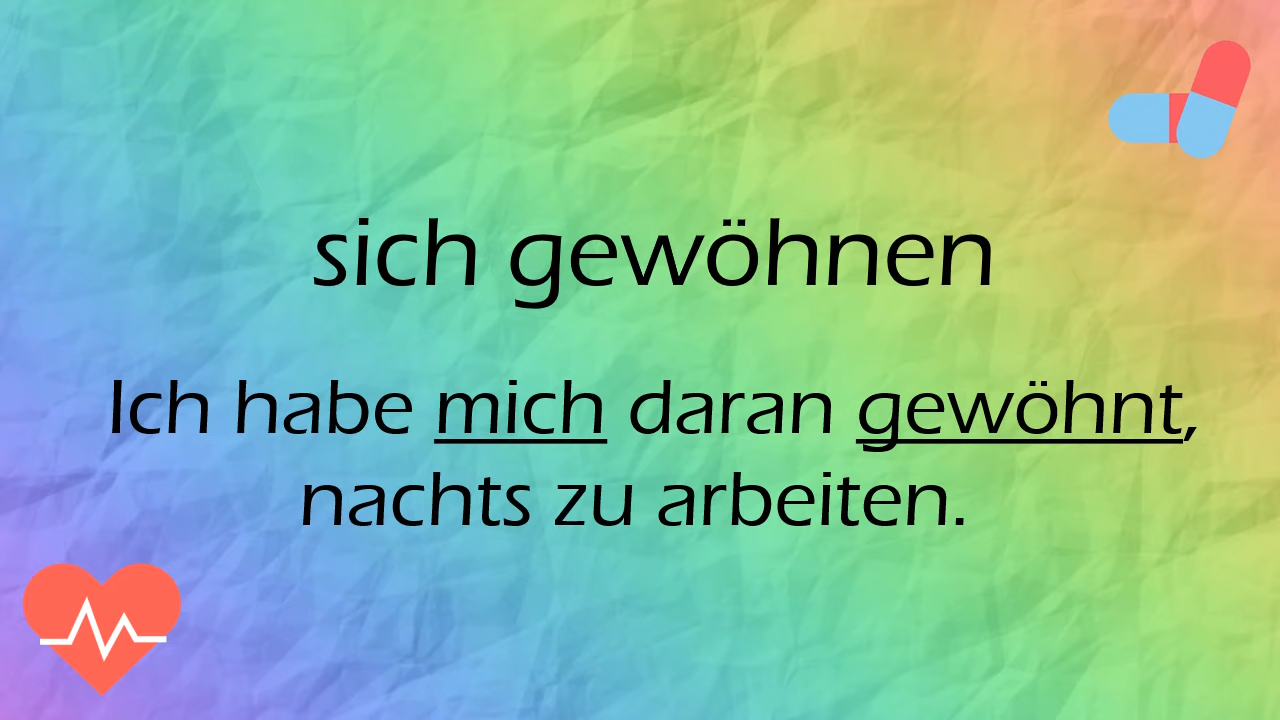 sich gewöhnen
Ich habe mich daran gewöhnt,
nachts zu arbeiten.